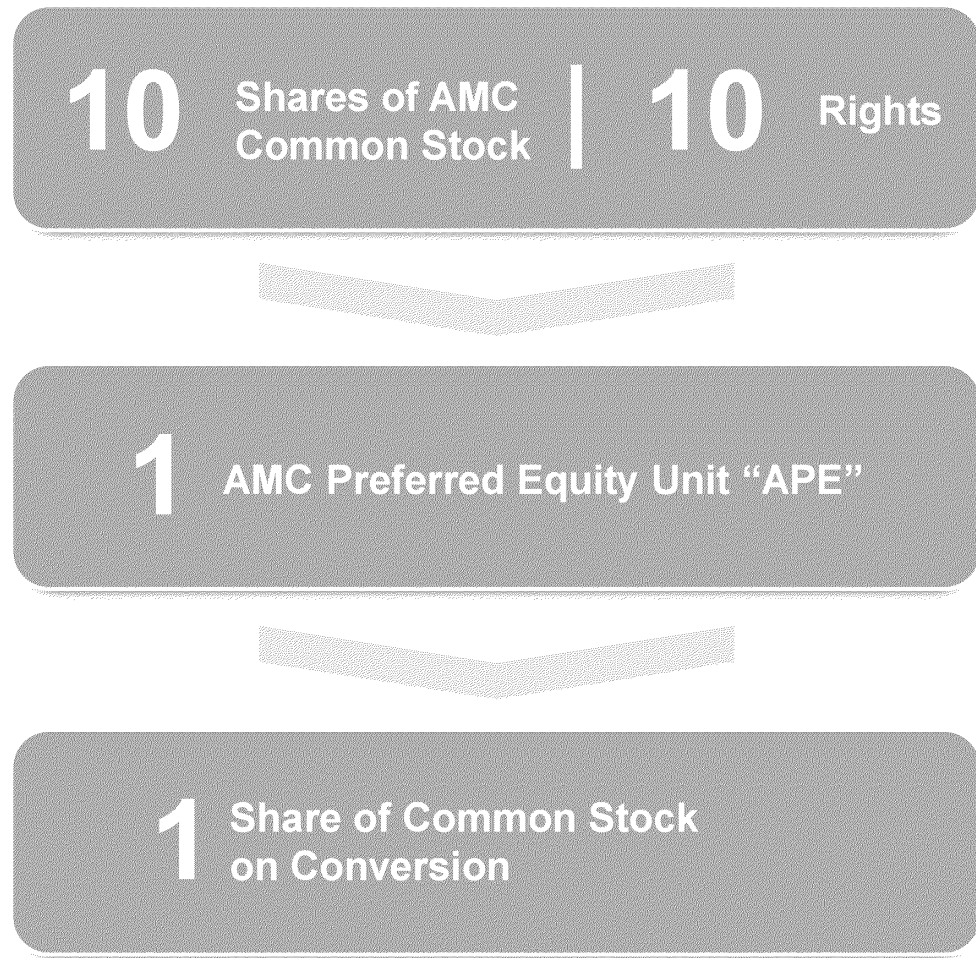 10 Shares of AMC Common Stock | 10 Rights
1 AMC Preferred Equity Unit “APE”
1 Share of Common Stock
on Conversion